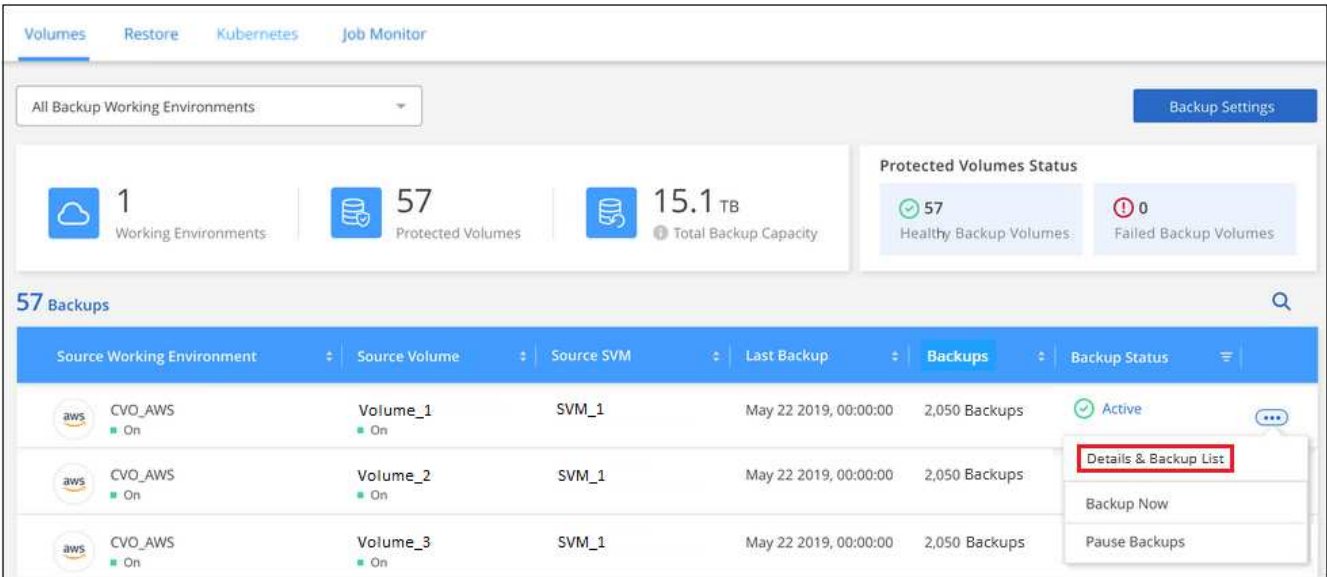 Volumes Restore Kubernetes Job Monitor
All Backup Working Environments
Backup Settings
1
Working Environments
57
Protected Volumes
15.1 TB
Total Backup Capacity
Protected Volumes Status
57
Healthy Backup Volumes
0
Failed Backup Volumes
57 Backups
Source Working Environment Source Volume Source SVM Last Backup Backups Backup Status
aws CVO_AWS Volume_1 SVM_1 May 22 2019, 00:00:00 2,050 Backups Active
On On
Details & Backup List
aws CVO_AWS Volume_2 SVM_1 May 22 2019, 00:00:00 2,050 Backups
On On
Backup Now
aws CVO_AWS Volume_3 SVM_1 May 22 2019, 00:00:00 2,050 Backups
Pause Backups
On On